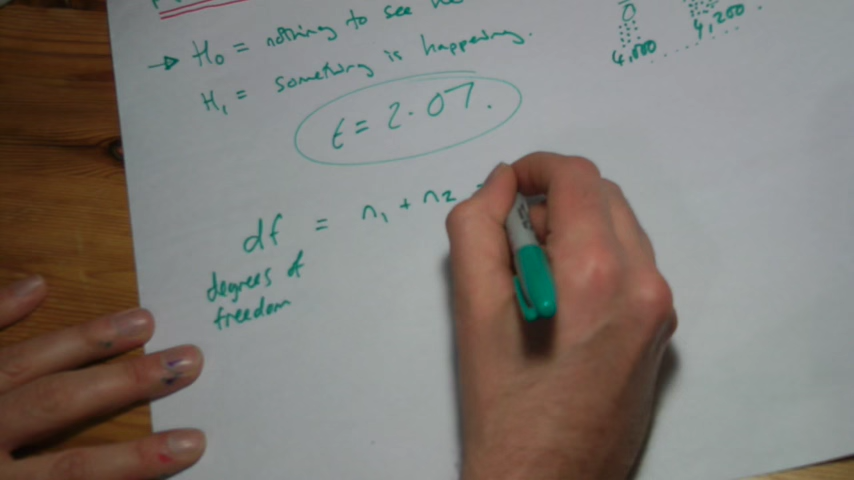 → H₀ = nothing to see
H₁ = something is happening.
t = 2.07.
df = n₁ + n₂ -
degrees of
freedom
0
4,000 ...... 4,200 .